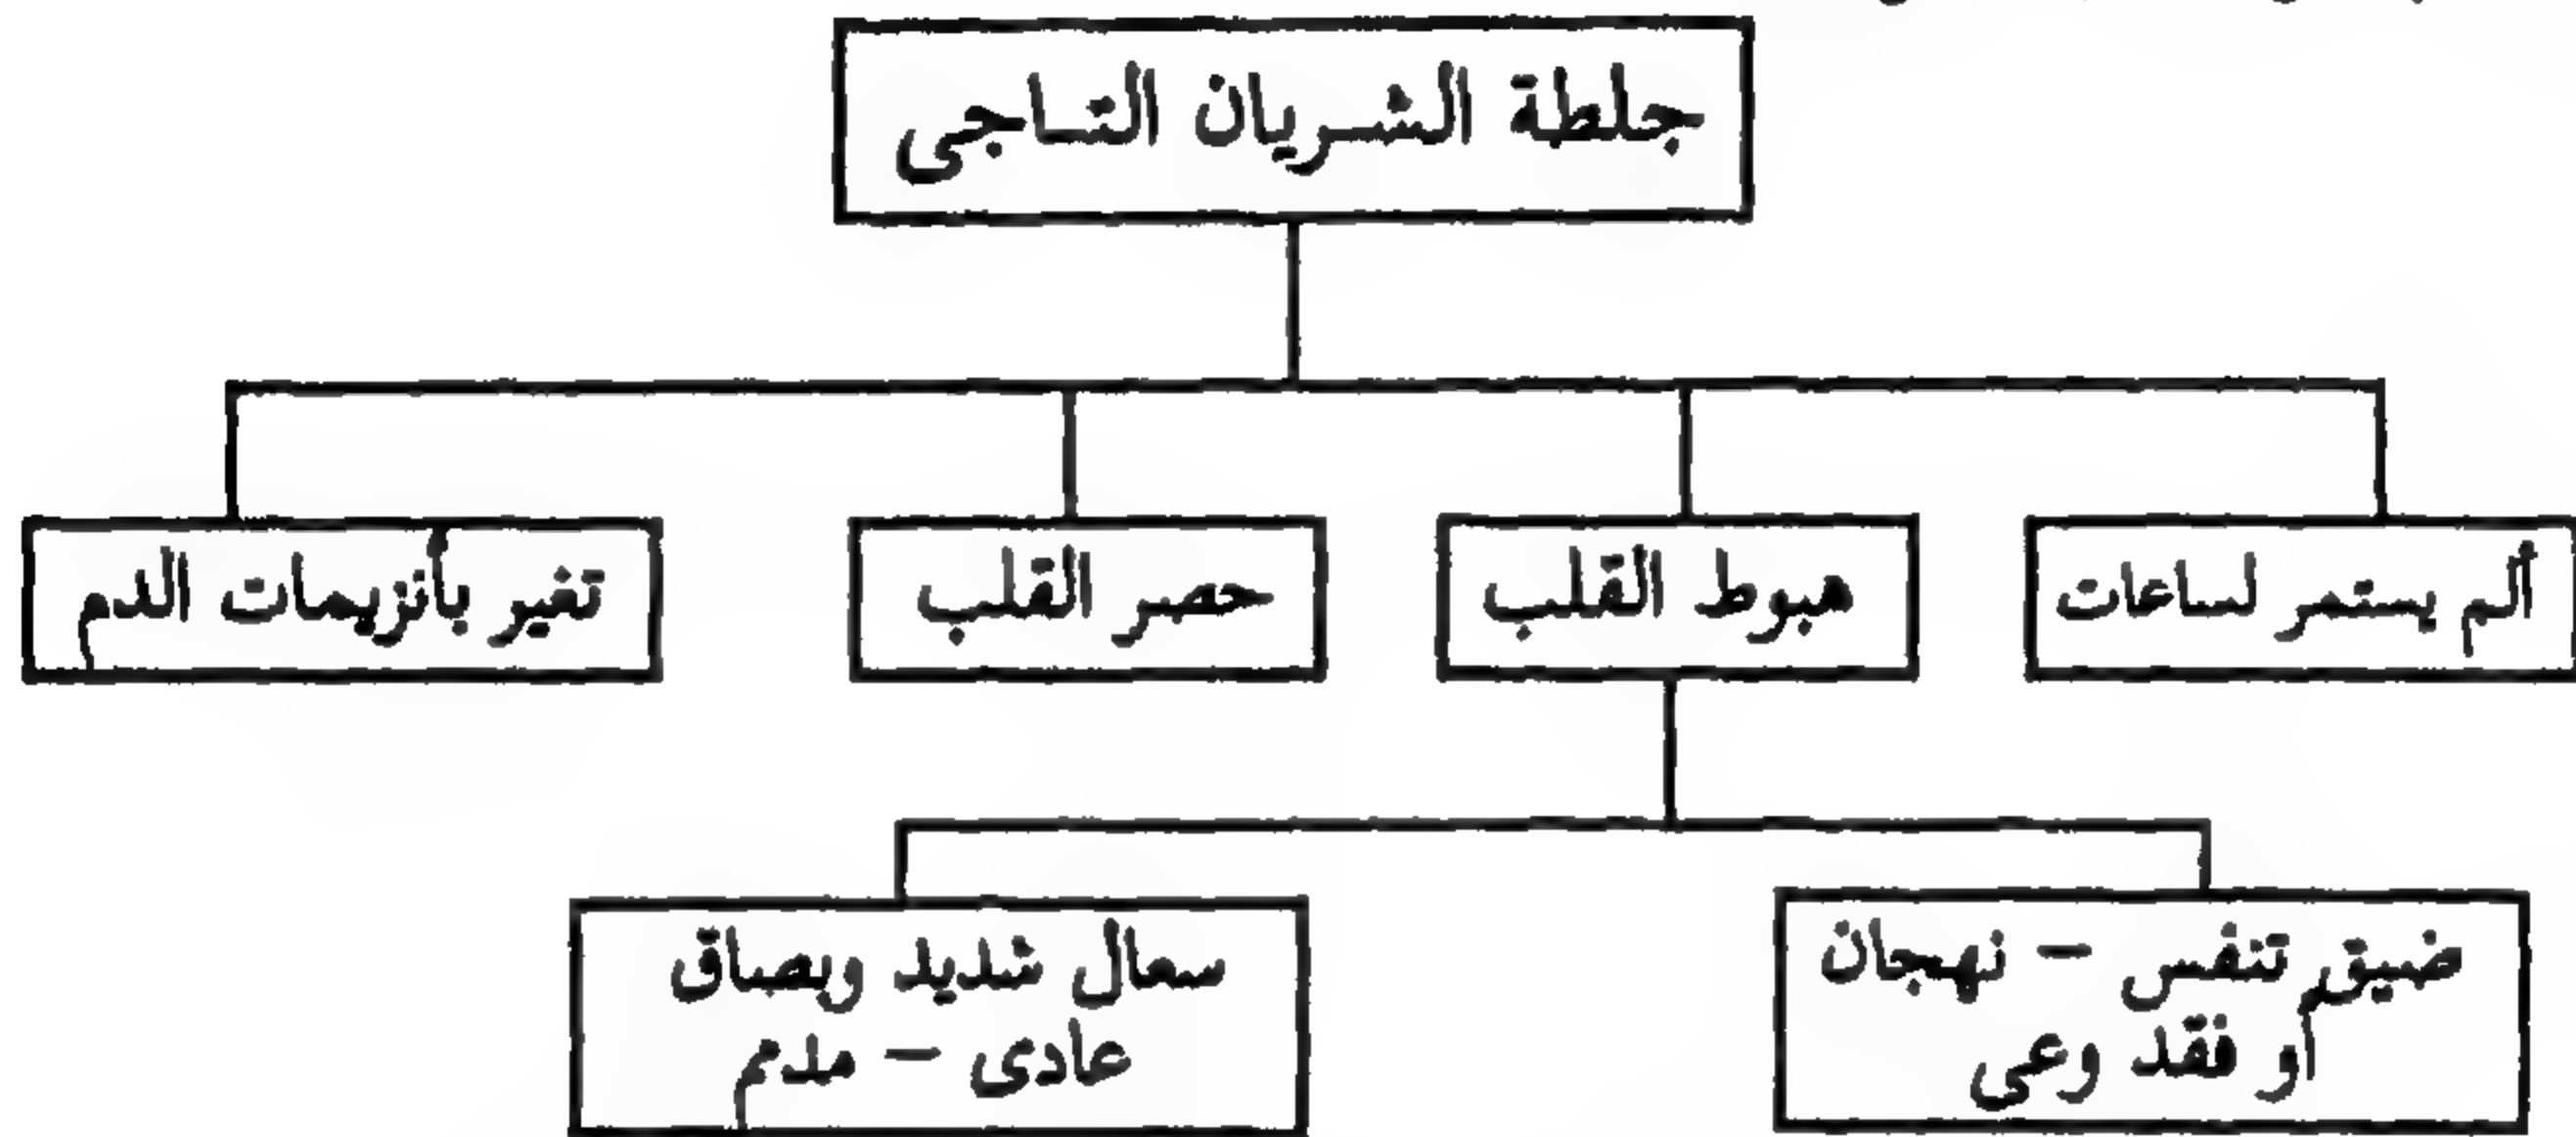 جلطة الشريان التاجى
ألم يستمر لساعات
هبوط القلب
حصر القلب
تغير بأنزيمات الدم
ضيق تنفس – نهجان
أو فقد وعى
سعال شديد وبصاق
عادى – مدمم